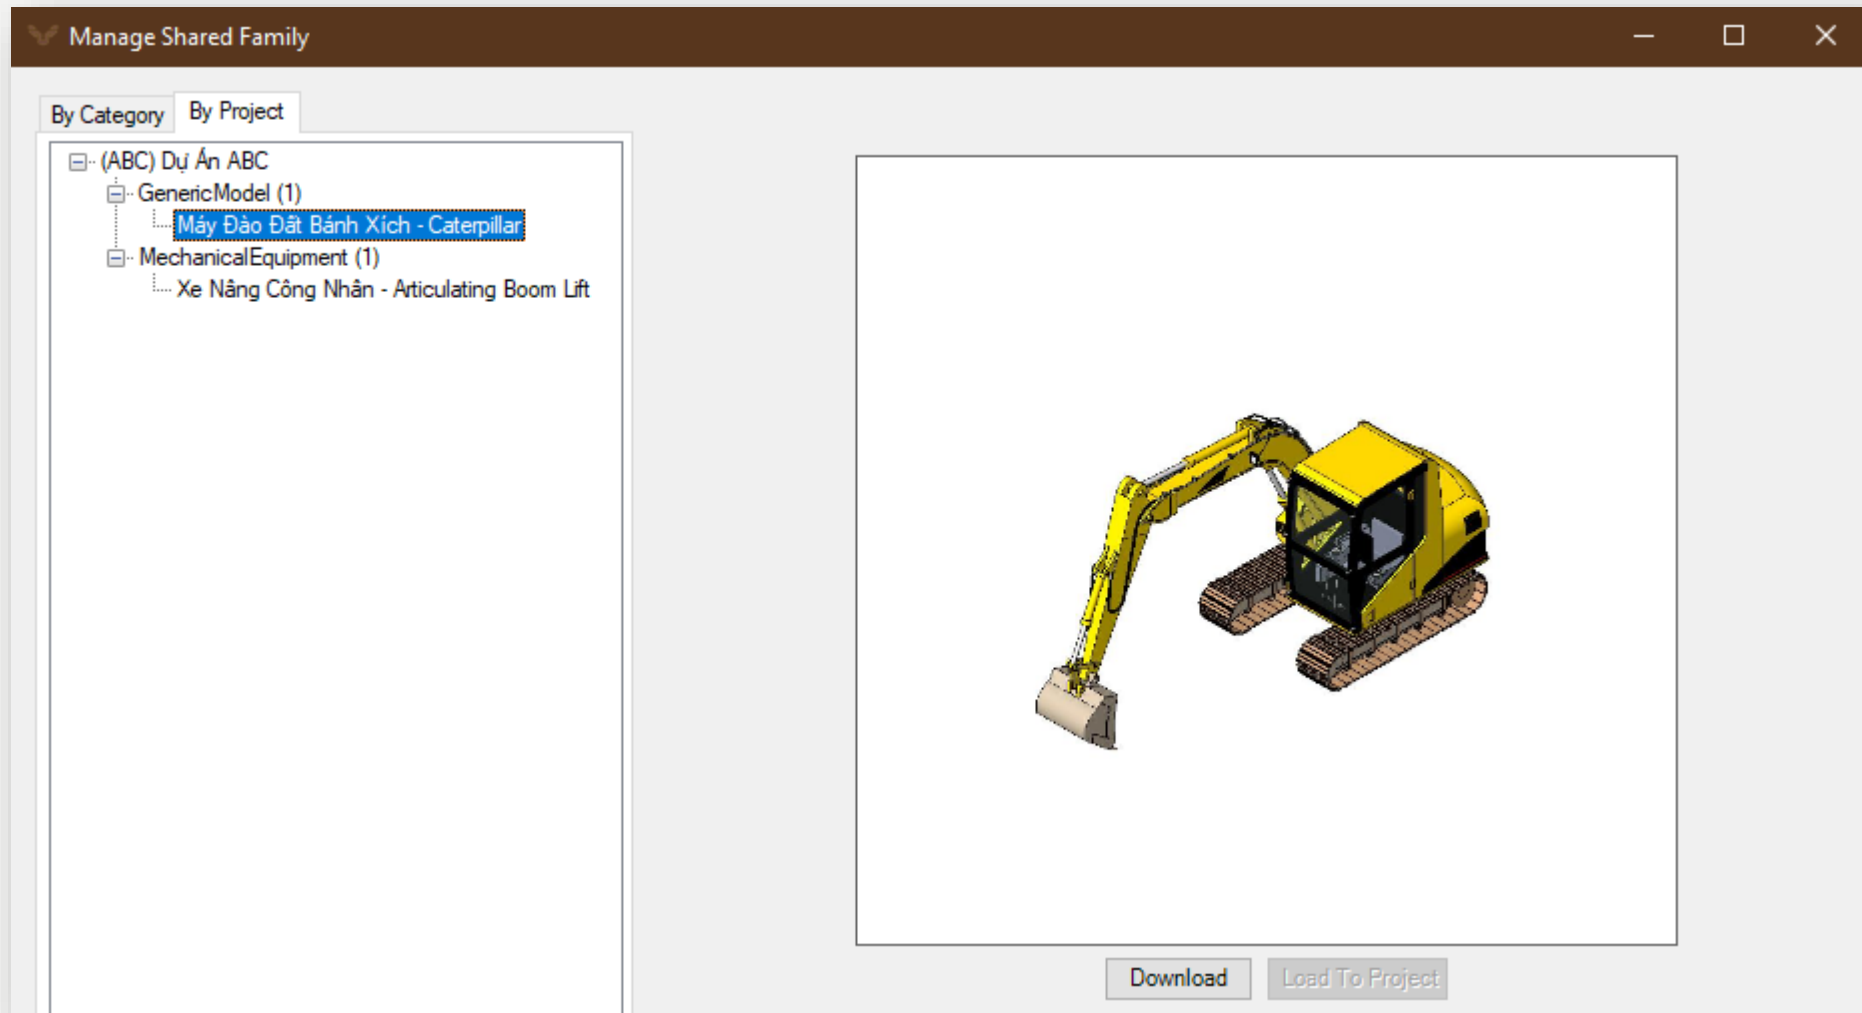 Manage Shared Family
By Category
By Project
(ABC) Dự Án ABC
GenericModel (1)
Máy Đào Đất Bánh Xích - Caterpillar
MechanicalEquipment (1)
Xe Nâng Công Nhân - Articulating Boom Lift
Download
Load To Project